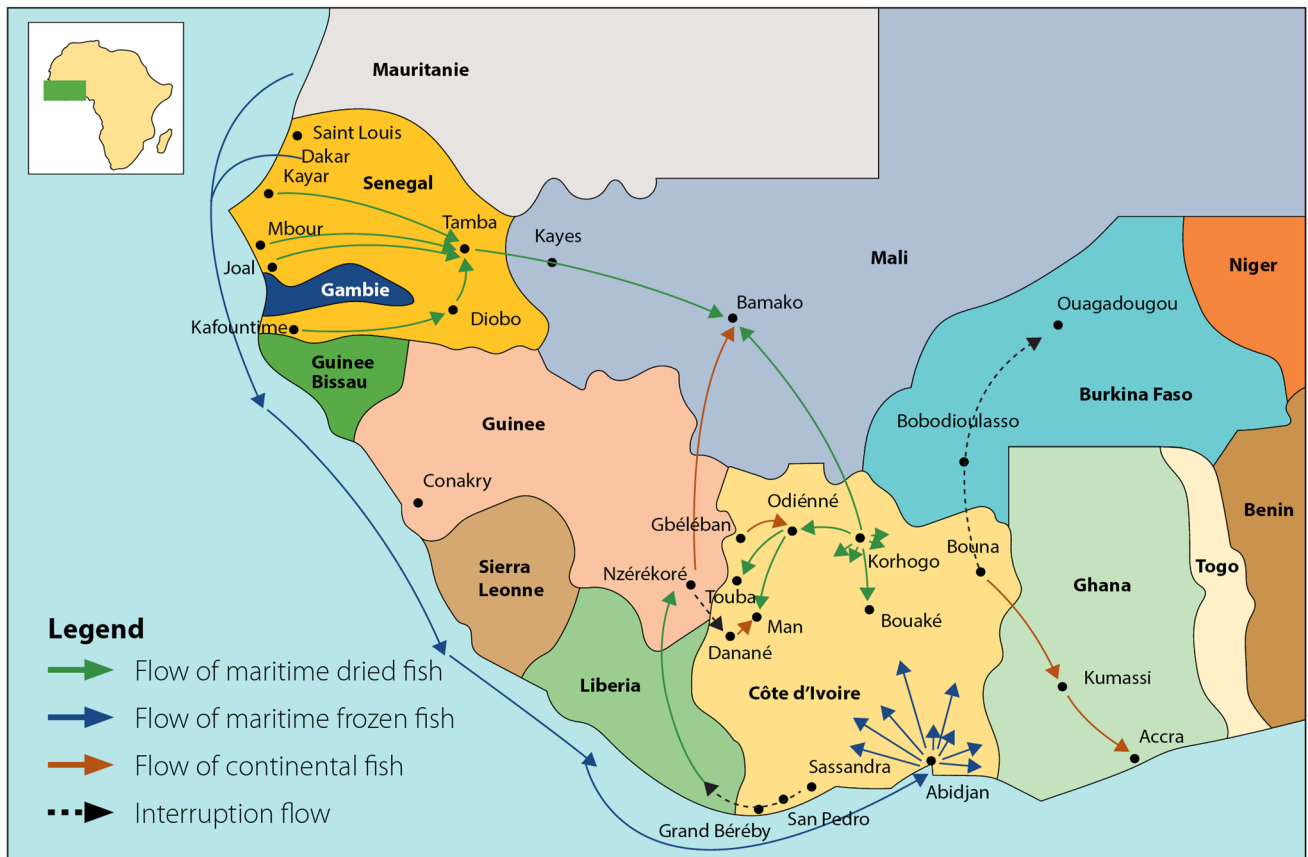 Mauritanie
Saint Louis
Dakar
Kayar
Senegal
Mbour
Tamba
Kayes
Joal
Mali
Niger
Gambie
Bamako
Ouagadougou
Kafountime
Diobo
Guinee
Bissau
Burkina Faso
Guinee
Bobodioulasso
Conakry
Odiénné
Benin
Gbéléban
Bouna
Korhogo
Sierra
Leonne
Nzérékoré
Togo
Ghana
Touba
Man
Bouaké
Danané
Kumassi
Liberia
Côte d'Ivoire
Accra
Sassandra
Abidjan
San Pedro
Grand Béréby
Legend
Flow of maritime dried fish
Flow of maritime frozen fish
Flow of continental fish
Interruption flow